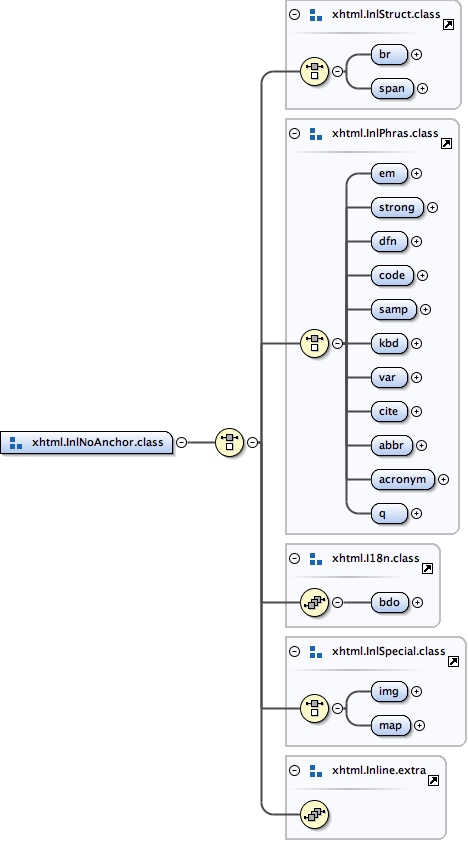 xhtml.InlStruct.class
br
span
xhtml.InlPhras.class
em
strong
dfn
code
samp
kbd
var
cite
xhtml.InlNoAnchor.class
abbr
acronym
q
xhtml.I18n.class
bdo
xhtml.InlSpecial.class
img
map
xhtml.Inline.extra